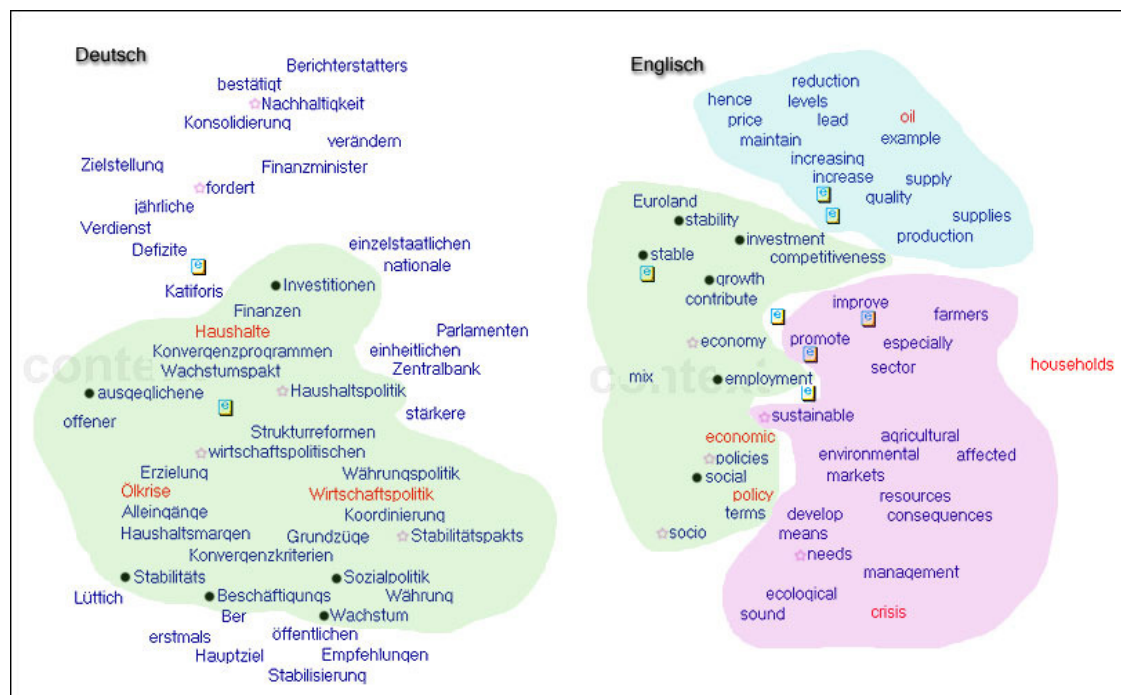 Deutsch
Berichterstatters
bestätigt
Nachhaltigkeit
Konsolidierung
verändern
Zielstellung
Finanzminister
fordert
jährliche
Verdienst
Defizite
einzelstaatlichen
nationale
Katiforis
Investitionen
Finanzen
Haushalte
Parlamenten
Konvergenzprogrammen
einheitlichen
context
Wachstumspakt
Zentralbank
ausgeglichene
Haushaltspolitik
offener
stärkere
Strukturreformen
wirtschaftspolitischen
Erzielung
Währungspolitik
Ölkrise
Wirtschaftspolitik
Alleingänge
Koordinierung
Haushaltsmargen
Grundzüge
Stabilitätspakts
Konvergenzkriterien
Stabilitäts
Sozialpolitik
Lüttich
Beschäftigungs
Währung
Ber
Wachstum
erstmals
öffentlichen
Hauptziel
Empfehlungen
Stabilisierung
Englisch
reduction
hence
levels
price
lead
oil
maintain
example
increasing
increase
supply
quality
Euroland
stability
supplies
investment
production
stable
competitiveness
growth
contribute
improve
farmers
economy
promote
especially
context
mix
employment
sector
households
sustainable
economic
agricultural
policies
environmental
affected
social
markets
policy
resources
terms
develop
consequences
socio
means
needs
management
ecological
sound
crisis